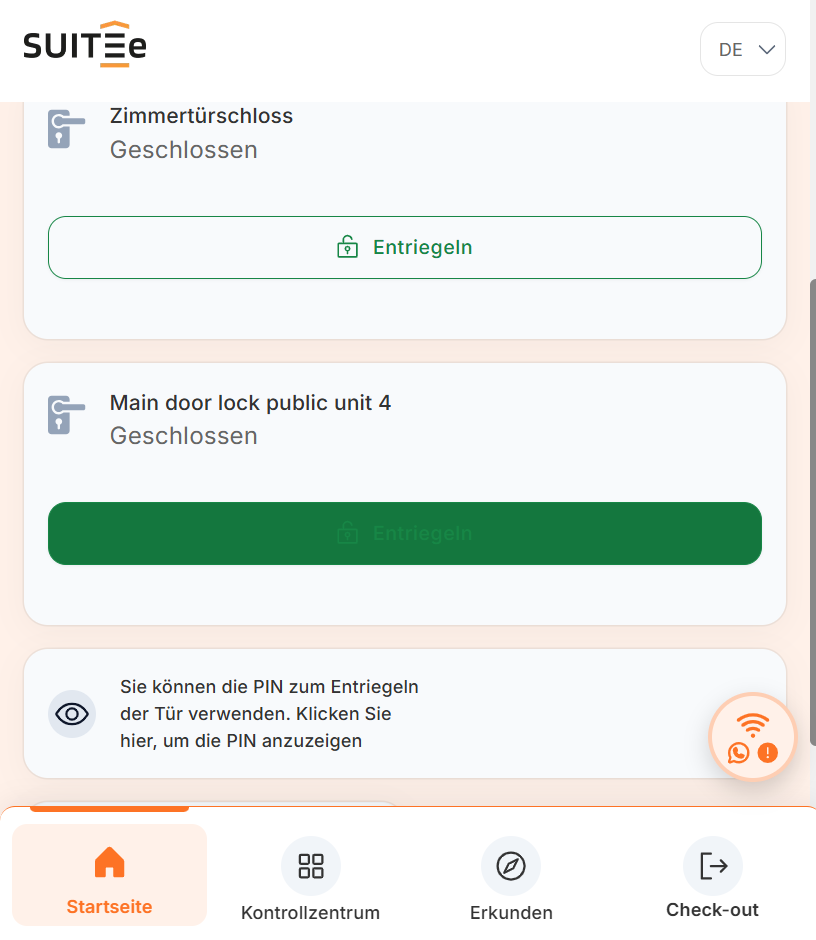 SUITEe
DE
Zimmertürschloss
Geschlossen
Entriegeln
Main door lock public unit 4
Geschlossen
Entriegeln
Sie können die PIN zum Entriegeln
der Tür verwenden. Klicken Sie
hier, um die PIN anzuzeigen
Startseite
Kontrollzentrum
Erkunden
Check-out